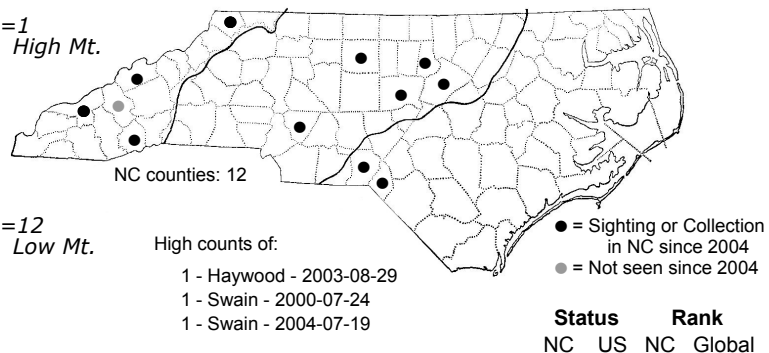 =1
High Mt.
NC counties: 12
=12
Low Mt.
High counts of:
1 - Haywood - 2003-08-29
1 - Swain - 2000-07-24
1 - Swain - 2004-07-19
= Sighting or Collection
in NC since 2004
= Not seen since 2004
Status Rank
NC US NC Global